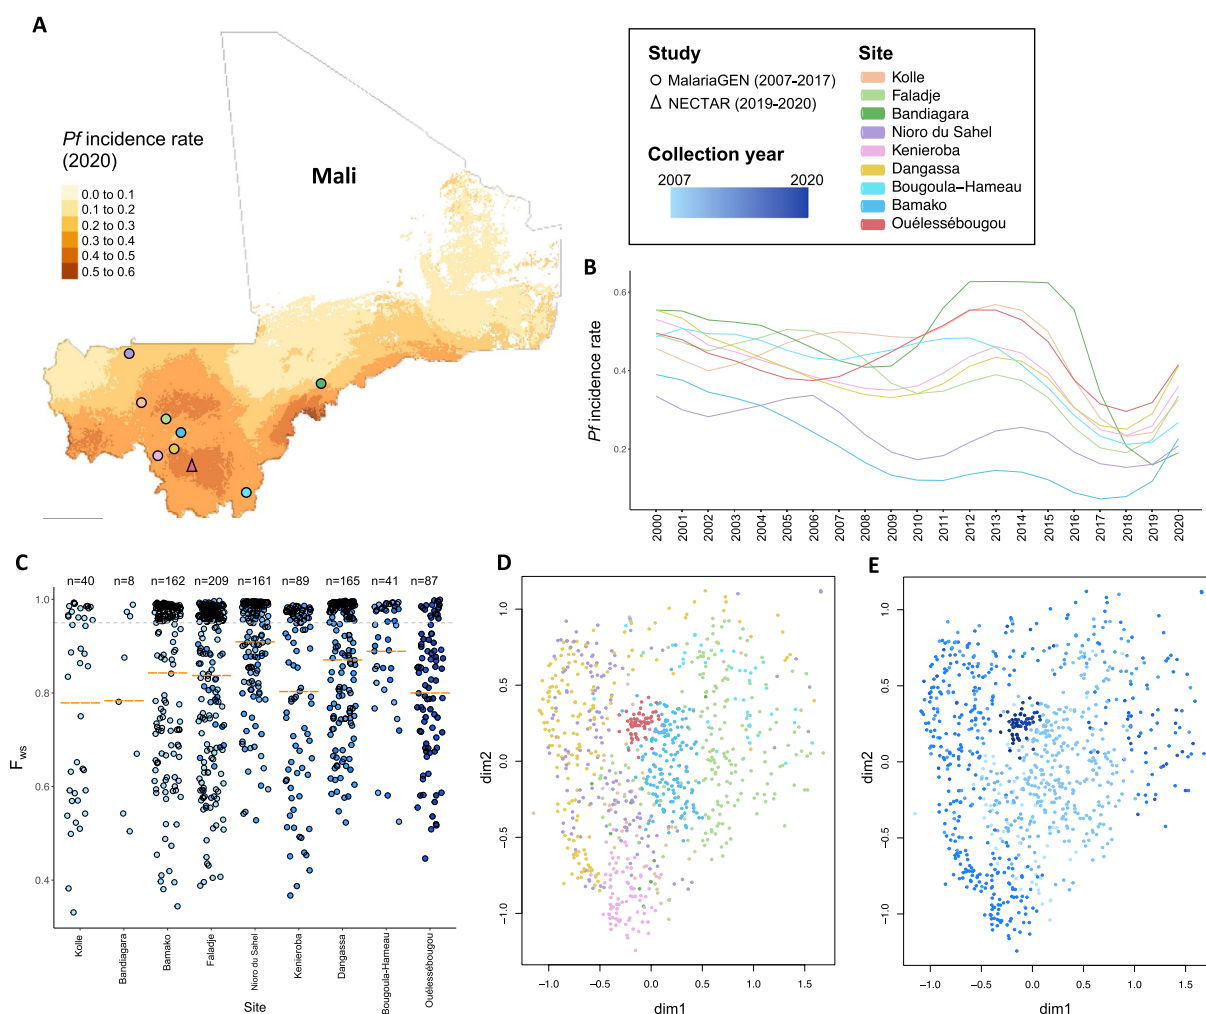 A
Pf incidence rate
(2020)
0.0 to 0.1
0.1 to 0.2
0.2 to 0.3
0.3 to 0.4
0.4 to 0.5
0.5 to 0.6
Mali
Study
MalariaGEN (2007-2017)
NECTAR (2019-2020)
Collection year
2007 2020
Site
Kolle
Faladje
Bandiagara
Nioro du Sahel
Kenieroba
Dangassa
Bougoula–Hameau
Bamako
Ouélessébougou
B
Pf incidence rate
0.6
0.4
0.2
2000 2001 2002 2003 2004 2005 2006 2007 2008 2009 2010 2011 2012 2013 2014 2015 2016 2017 2018 2019 2020
C
n=40 n=8 n=162 n=209 n=161 n=89 n=165 n=41 n=87
Fws
1.0
0.8
0.6
0.4
Kolle Bandiagara Bamako Faladje Nioro du Sahel Kenieroba Dangassa Bougoula-Hameau Ouélessébougou
Site
D
dim2
1.0
0.5
0.0
−0.5
−1.0
−1.0 −0.5 0.0 0.5 1.0 1.5
dim1
E
dim2
1.0
0.5
0.0
−0.5
−1.0
−1.0 −0.5 0.0 0.5 1.0 1.5
dim1